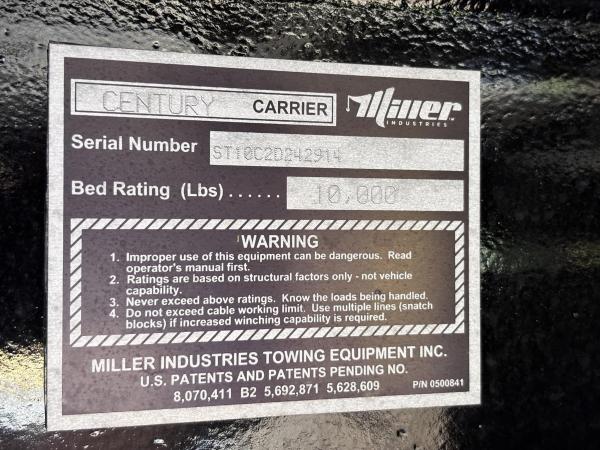 CENTURY CARRIER
Miller
INDUSTRIES™
Serial Number ST10C2D242914
Bed Rating (Lbs)...... 10,000
WARNING
1. Improper use of this equipment can be dangerous. Read
operator's manual first.
2. Ratings are based on structural factors only - not vehicle
capability.
3. Never exceed above ratings. Know the loads being handled.
4. Do not exceed cable working limit. Use multiple lines (snatch
blocks) if increased winching capability is required.
MILLER INDUSTRIES TOWING EQUIPMENT INC.
U.S. PATENTS AND PATENTS PENDING NO.
8,070,411 B2 5,692,871 5,628,609
P/N 0500841